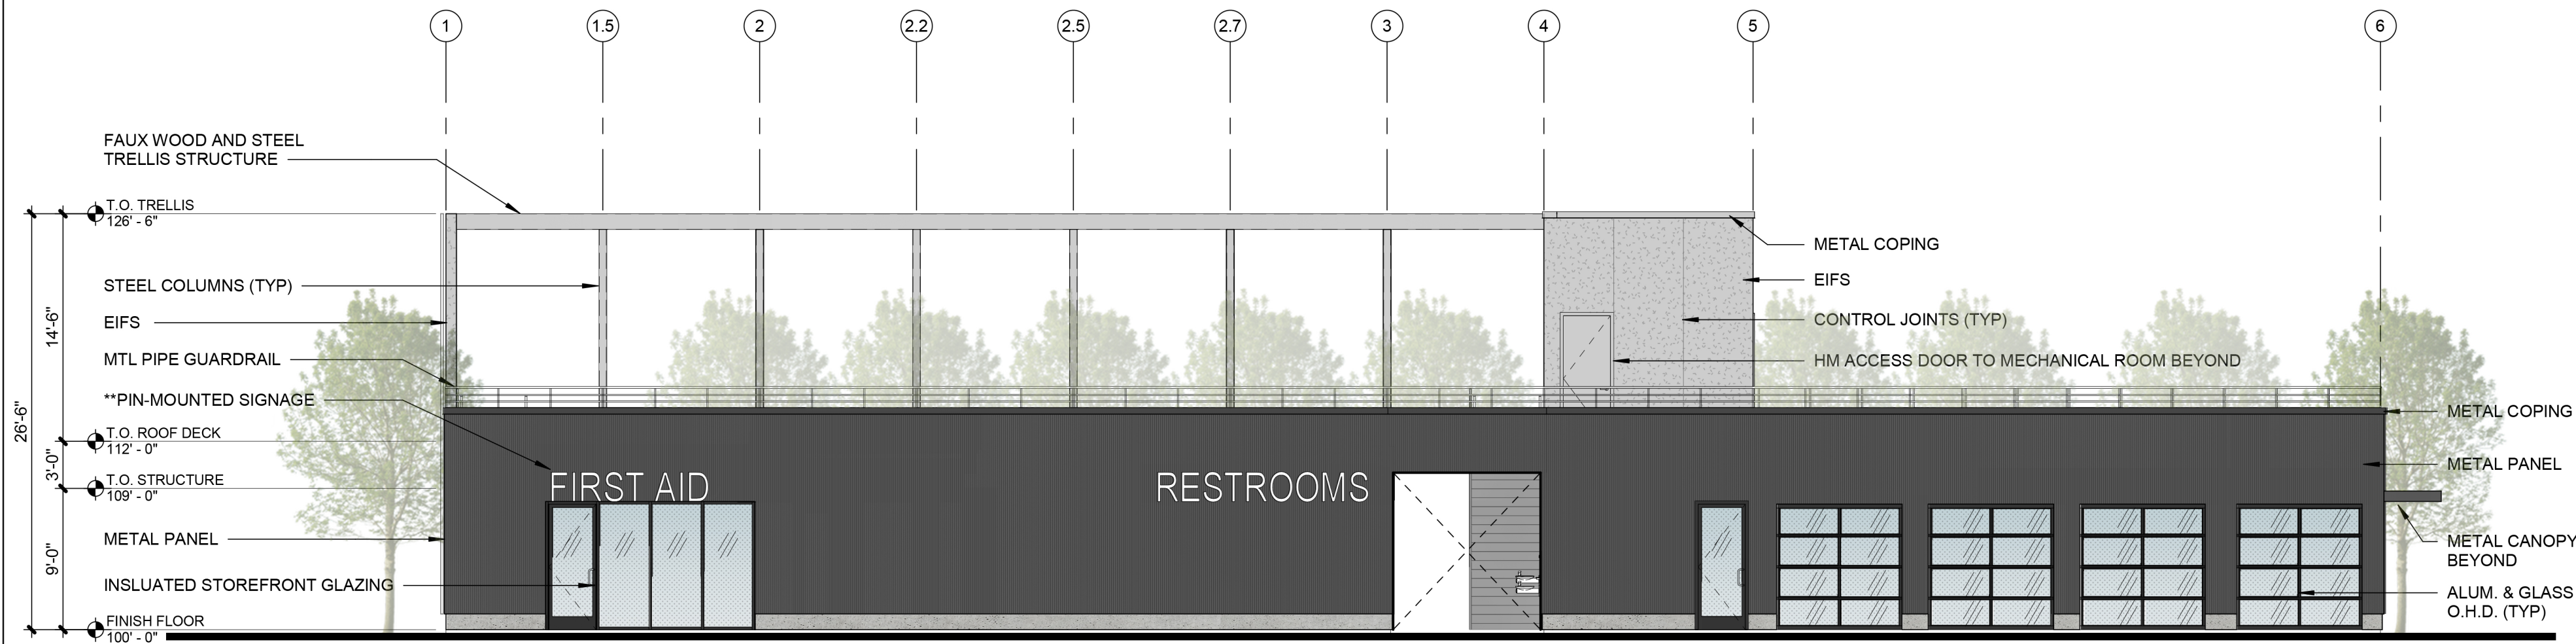 1
1.5
2
2.2
2.5
2.7
3
4
5
6
FAUX WOOD AND STEEL
TRELLIS STRUCTURE
T.O. TRELLIS
126' - 6"
STEEL COLUMNS (TYP)
EIFS
MTL PIPE GUARDRAIL
**PIN-MOUNTED SIGNAGE
T.O. ROOF DECK
112' - 0"
T.O. STRUCTURE
109' - 0"
METAL PANEL
INSLUATED STOREFRONT GLAZING
FINISH FLOOR
100' - 0"
26'-6"
14'-6"
3'-0"
9'-0"
FIRST AID
RESTROOMS
METAL COPING
EIFS
CONTROL JOINTS (TYP)
HM ACCESS DOOR TO MECHANICAL ROOM BEYOND
METAL COPING
METAL PANEL
METAL CANOPY
BEYOND
ALUM. & GLASS
O.H.D. (TYP)